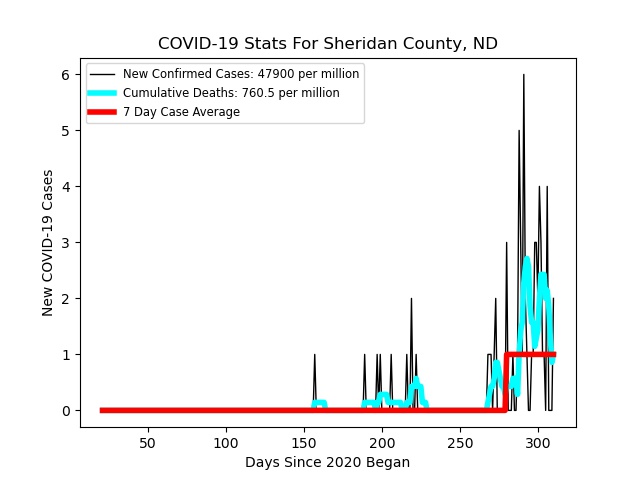 COVID-19 Stats For Sheridan County, ND
New Confirmed Cases: 47900 per million
Cumulative Deaths: 760.5 per million
7 Day Case Average
New COVID-19 Cases
6
5
4
3
2
1
0
50 100 150 200 250 300
Days Since 2020 Began